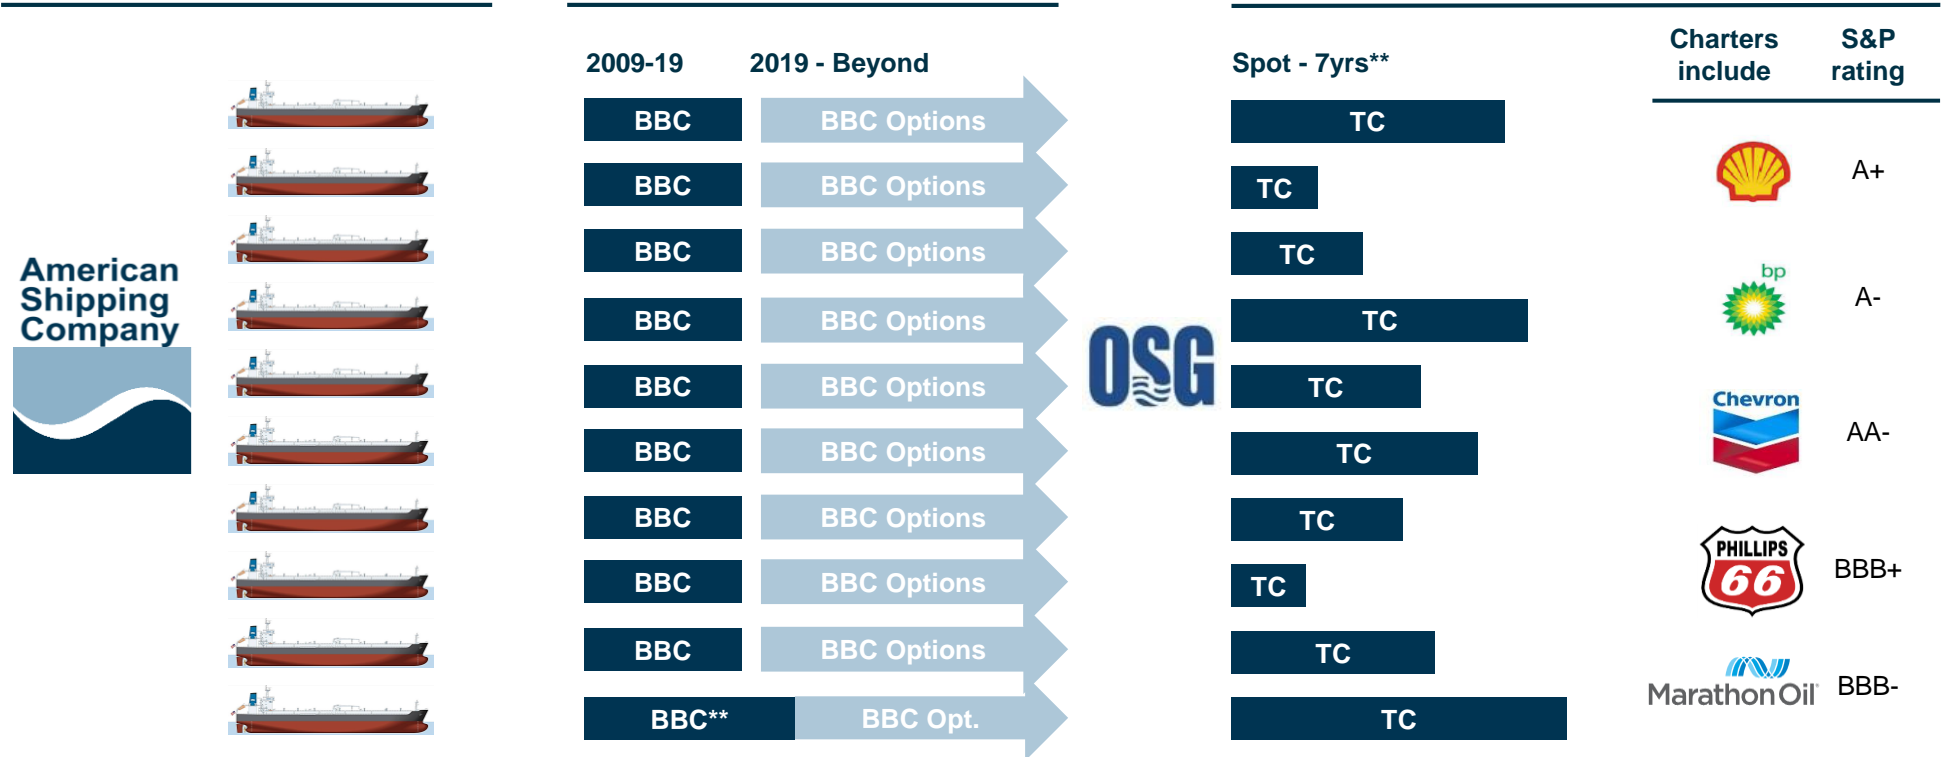 Charters include
S&P rating
2009-19
2019 - Beyond
Spot - 7yrs**
American
Shipping
Company
BBC
BBC Options
TC
BBC
BBC Options
TC
BBC
BBC Options
TC
BBC
BBC Options
TC
BBC
BBC Options
TC
BBC
BBC Options
TC
BBC
BBC Options
TC
BBC
BBC Options
TC
BBC
BBC Options
TC
BBC**
BBC Opt.
TC
OSG
A+
bp
A-
Chevron
AA-
PHILLIPS
66
BBB+
Marathon Oil
BBB-